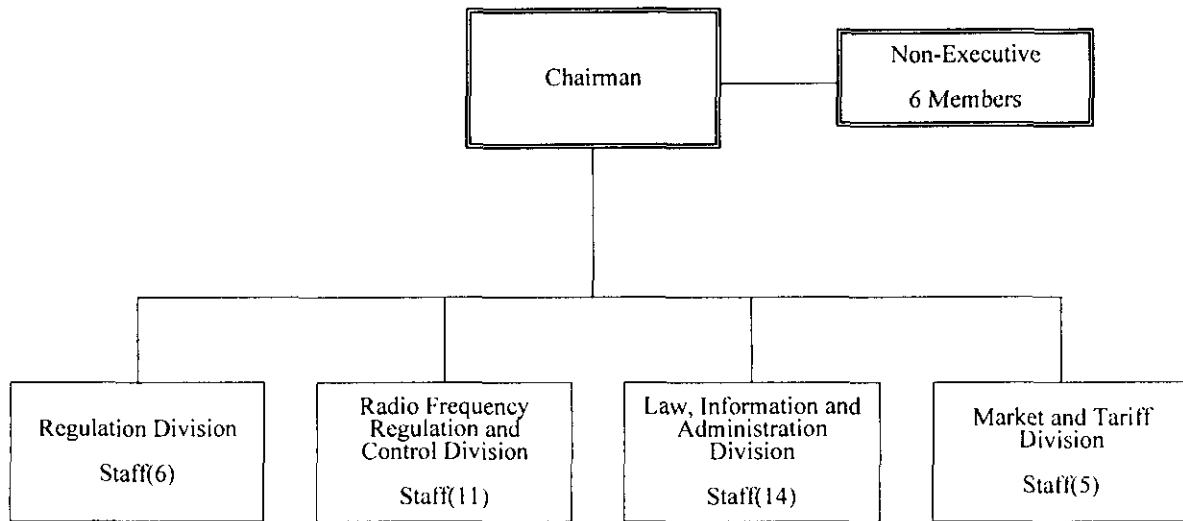 Chairman
Non-Executive
6 Members
Regulation Division
Staff(6)
Radio Frequency
Regulation and
Control Division
Staff(11)
Law, Information and
Administration
Division
Staff(14)
Market and Tariff
Division
Staff(5)